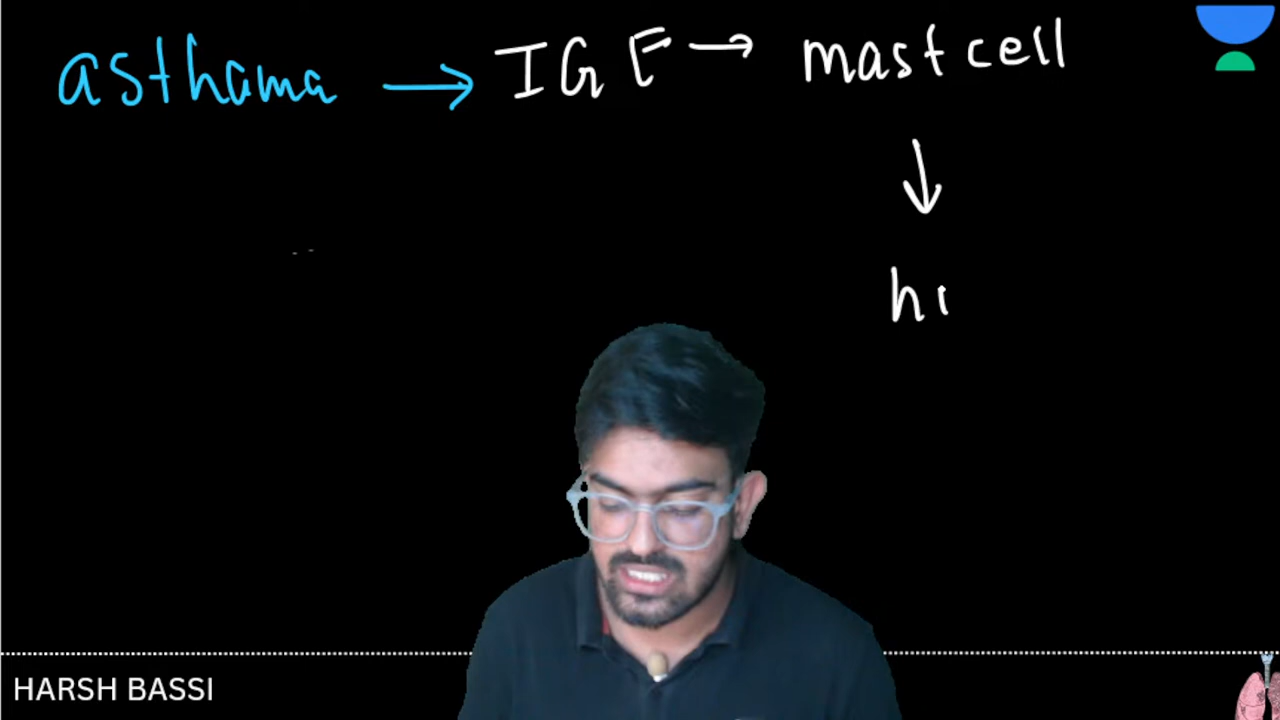 asthama → IGE → mast cell
↓
hi
HARSH BASSI